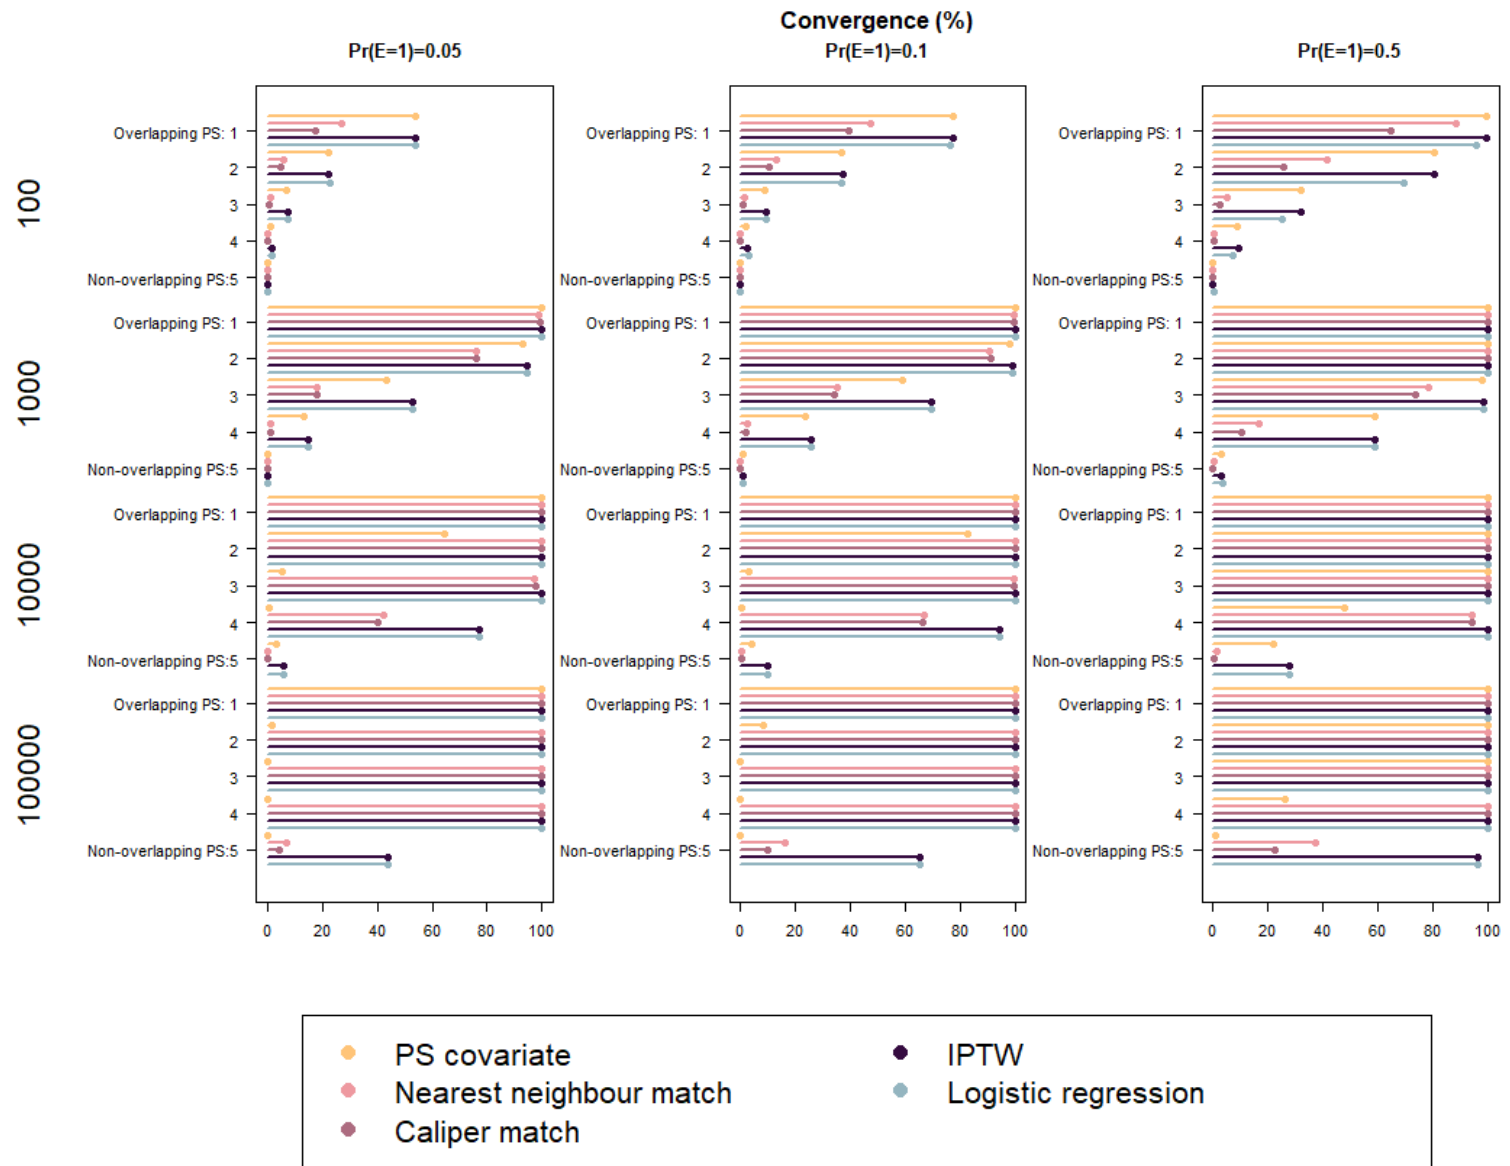 Convergence (%)
Pr(E=1)=0.05
Pr(E=1)=0.1
Pr(E=1)=0.5
100
Overlapping PS: 1
2
3
4
Non-overlapping PS:5
Overlapping PS: 1
2
3
4
Non-overlapping PS:5
Overlapping PS: 1
2
3
4
Non-overlapping PS:5
1000
Overlapping PS: 1
2
3
4
Non-overlapping PS:5
Overlapping PS: 1
2
3
4
Non-overlapping PS:5
Overlapping PS: 1
2
3
4
Non-overlapping PS:5
10000
Overlapping PS: 1
2
3
4
Non-overlapping PS:5
Overlapping PS: 1
2
3
4
Non-overlapping PS:5
Overlapping PS: 1
2
3
4
Non-overlapping PS:5
100000
Overlapping PS: 1
2
3
4
Non-overlapping PS:5
Overlapping PS: 1
2
3
4
Non-overlapping PS:5
Overlapping PS: 1
2
3
4
Non-overlapping PS:5
0 20 40 60 80 100
0 20 40 60 80 100
0 20 40 60 80 100
PS covariate
Nearest neighbour match
Caliper match
IPTW
Logistic regression